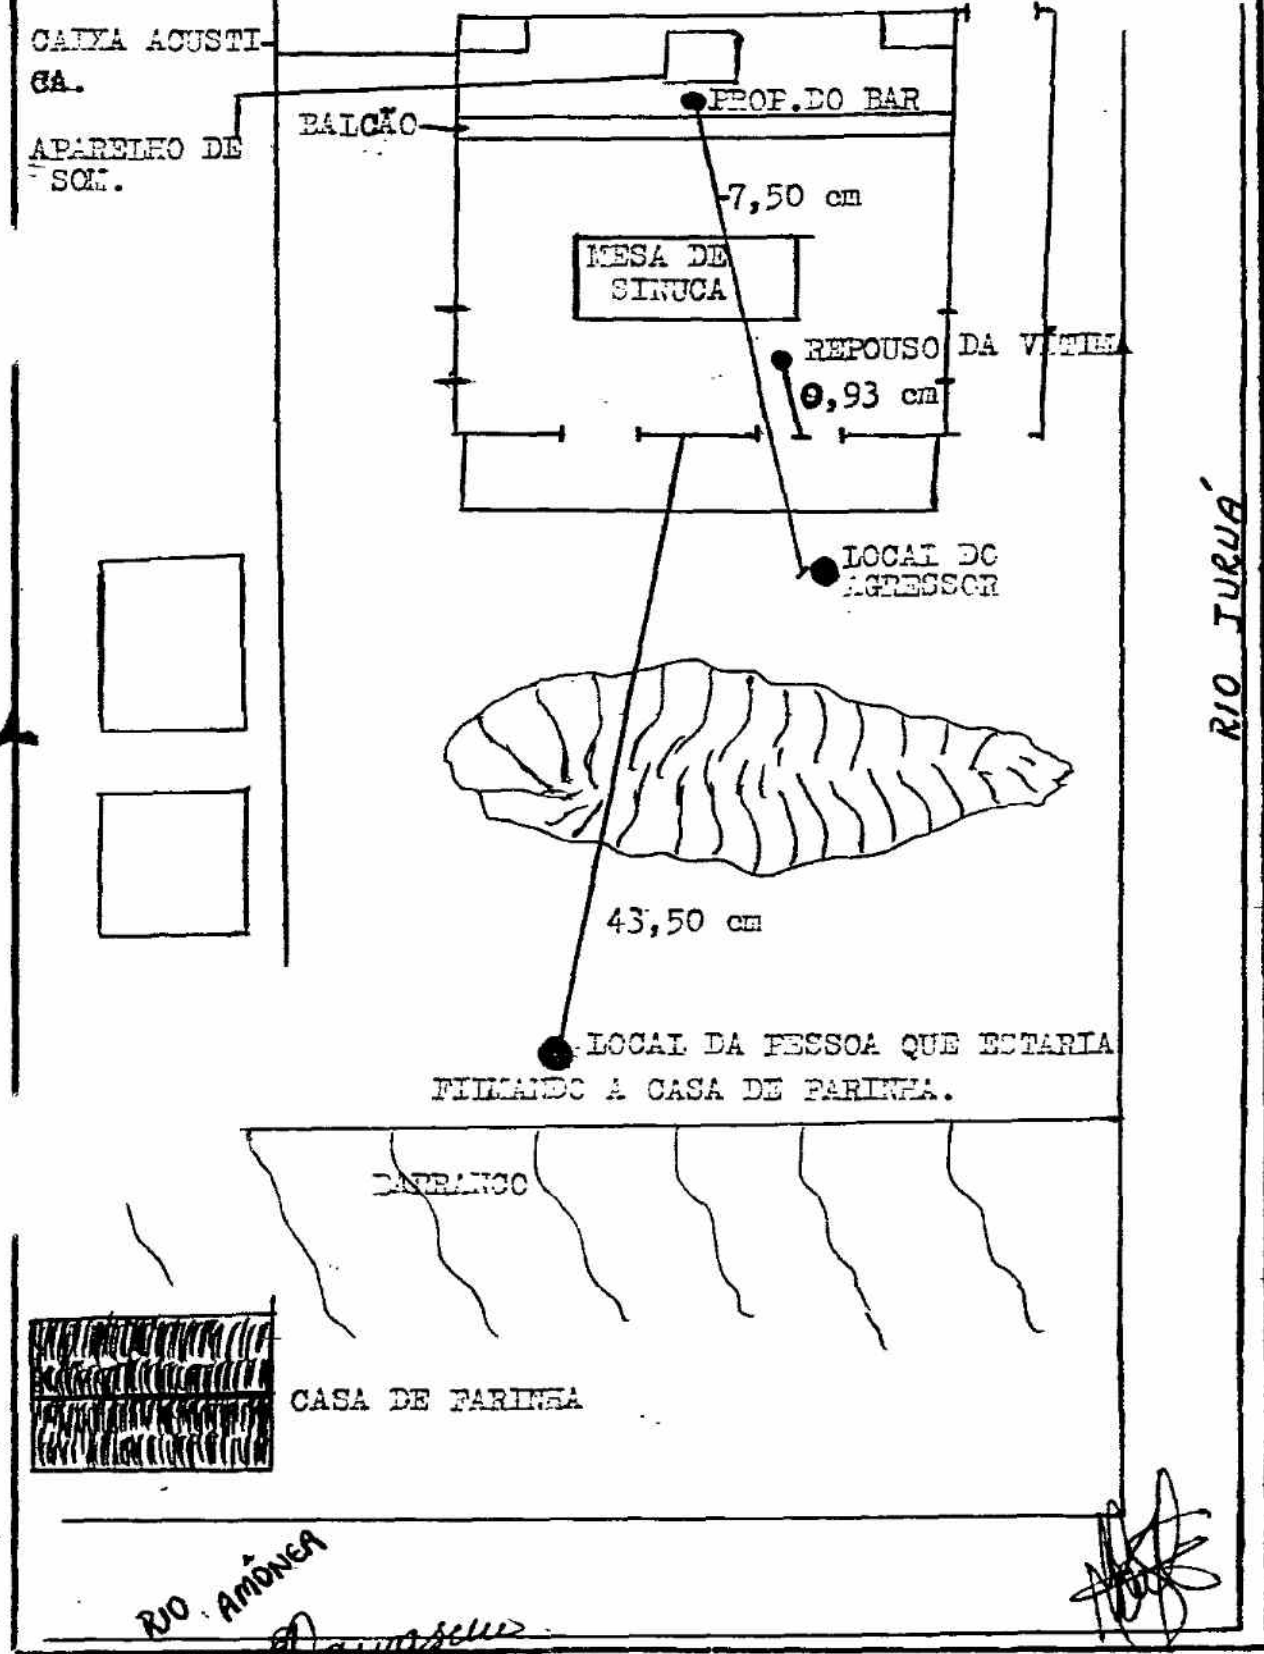 CAIXA ACUSTI-
CA.
APARELHO DE
SOM.
BALCÃO
PROP.DO BAR
7,50 cm
MESA DE
SINUCA
REPOUSO DA VÍTIMA
0,93 cm
LOCAL DO
AGRESSOR
RIO JURUÁ
43,50 cm
LOCAL DA PESSOA QUE ESTARIA
FILMANDO A CASA DE FARINHA.
BARRANCO
CASA DE FARINHA
RIO AMÔNEA